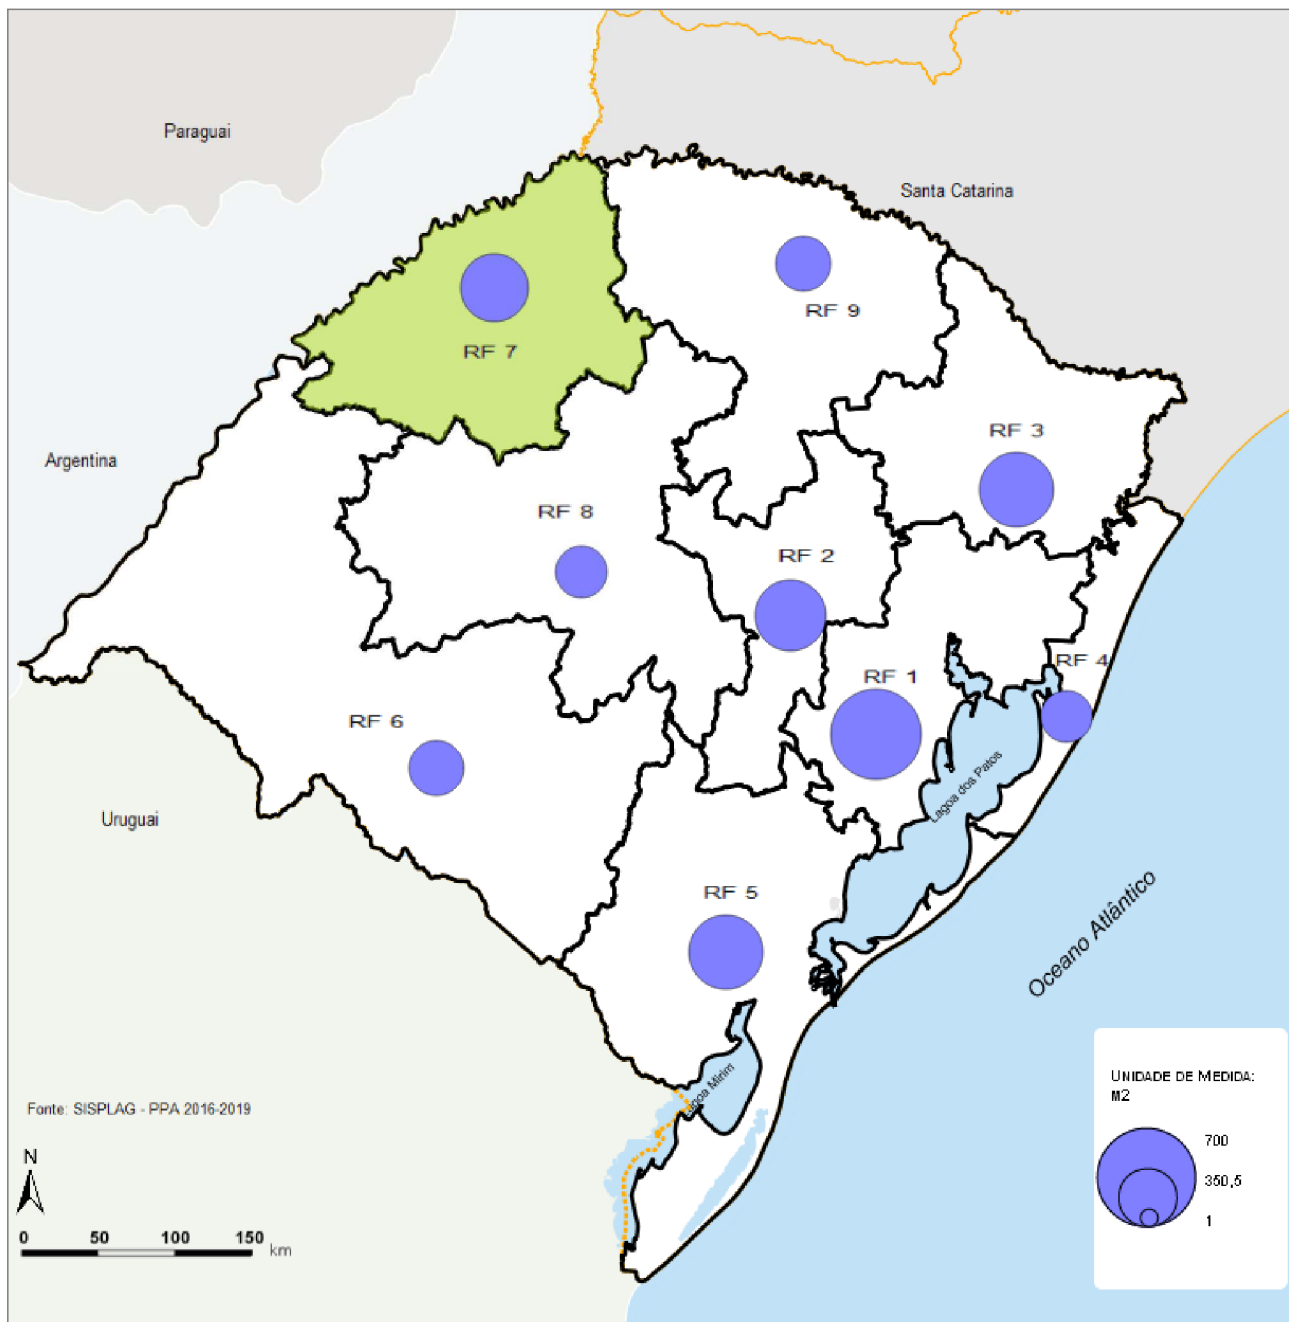 Paraguai
Santa Catarina
RF 9
RF 7
RF 3
Argentina
RF 8
RF 2
RF 4
RF 1
RF 6
Lagoa dos Patos
Uruguai
RF 5
Oceano Atlântico
Lagoa Mirim
UNIDADE DE MEDIDA:
M2
700
350,5
1
Fonte: SISPLAG - PPA 2016-2019
N
0 50 100 150 km